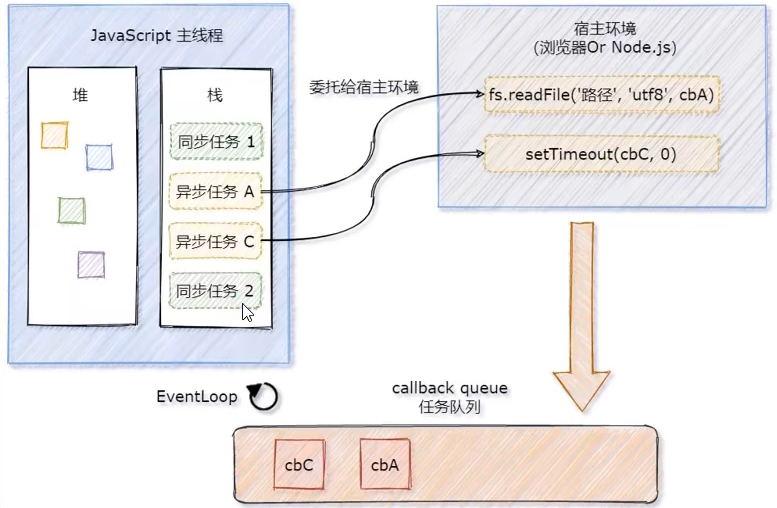 JavaScript 主线程
堆
栈
同步任务 1
异步任务 A
异步任务 C
同步任务 2
委托给宿主环境
宿主环境
(浏览器Or Node.js)
fs.readFile('路径', 'utf8', cbA)
setTimeout(cbC, 0)
EventLoop
callback queue
任务队列
cbC
cbA